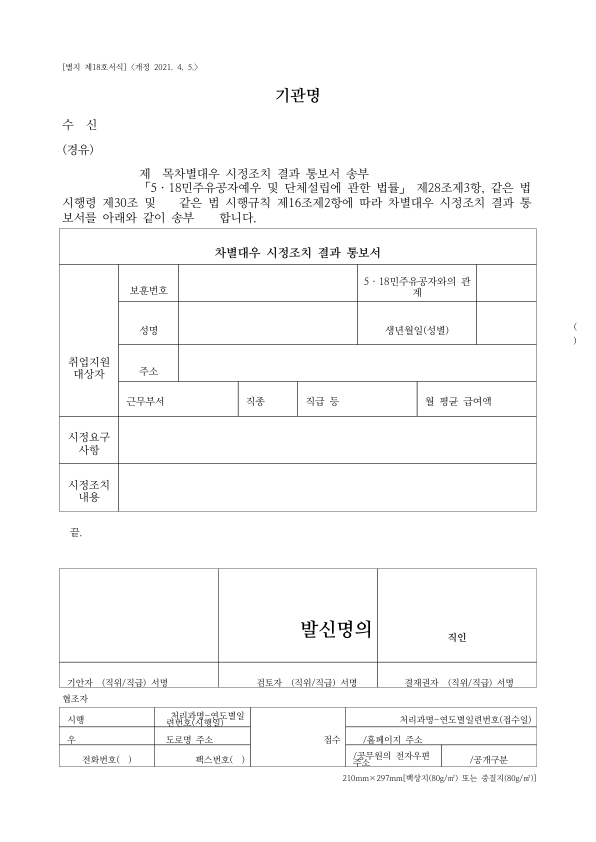 [별지 제18호서식] <개정 2021. 4. 5.>
기관명
수 신
(경유)
제 목차별대우 시정조치 결과 통보서 송부
「5ㆍ18민주유공자예우 및 단체설립에 관한 법률」 제28조제3항, 같은 법
시행령 제30조 및 같은 법 시행규칙 제16조제2항에 따라 차별대우 시정조치 결과 통
보서를 아래와 같이 송부 합니다.
차별대우 시정조치 결과 통보서
취업지원
대상자
보훈번호
5ㆍ18민주유공자와의 관
계
성명
생년월일(성별)
(
)
주소
근무부서
직종
직급 등
월 평균 급여액
시정요구
사항
시정조치
내용
끝.
발신명의
직인
기안자 (직위/직급) 서명
검토자 (직위/직급) 서명
결재권자 (직위/직급) 서명
협조자
시행
처리과명-연도별일
련번호(시행일)
접수
처리과명-연도별일련번호(접수일)
우
도로명 주소
/홈페이지 주소
전화번호( )
팩스번호( )
/공무원의 전자우편
주소
/공개구분
210mm×297mm[백상지(80g/㎡) 또는 중질지(80g/㎡)]